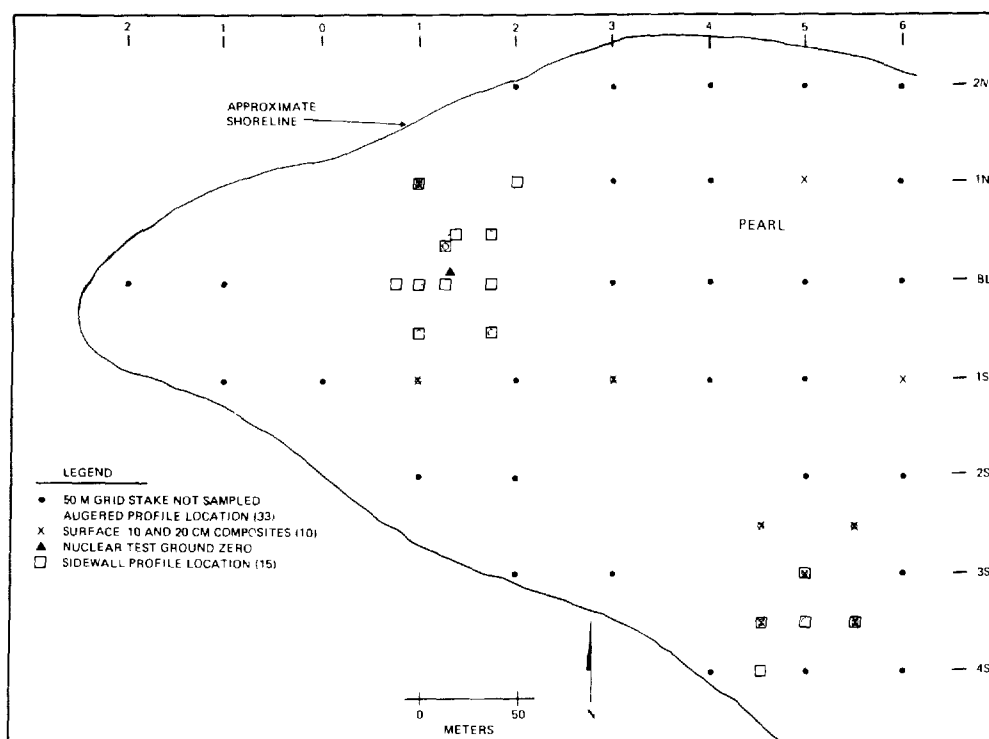 2 1 0 1 2 3 4 5 6
2N
APPROXIMATE
SHORELINE
1N
PEARL
BL
1S
LEGEND
50 M GRID STAKE NOT SAMPLED
AUGERED PROFILE LOCATION (33)
SURFACE 10 AND 20 CM COMPOSITES (10)
NUCLEAR TEST GROUND ZERO
SIDEWALL PROFILE LOCATION (15)
2S
3S
4S
0 50
METERS